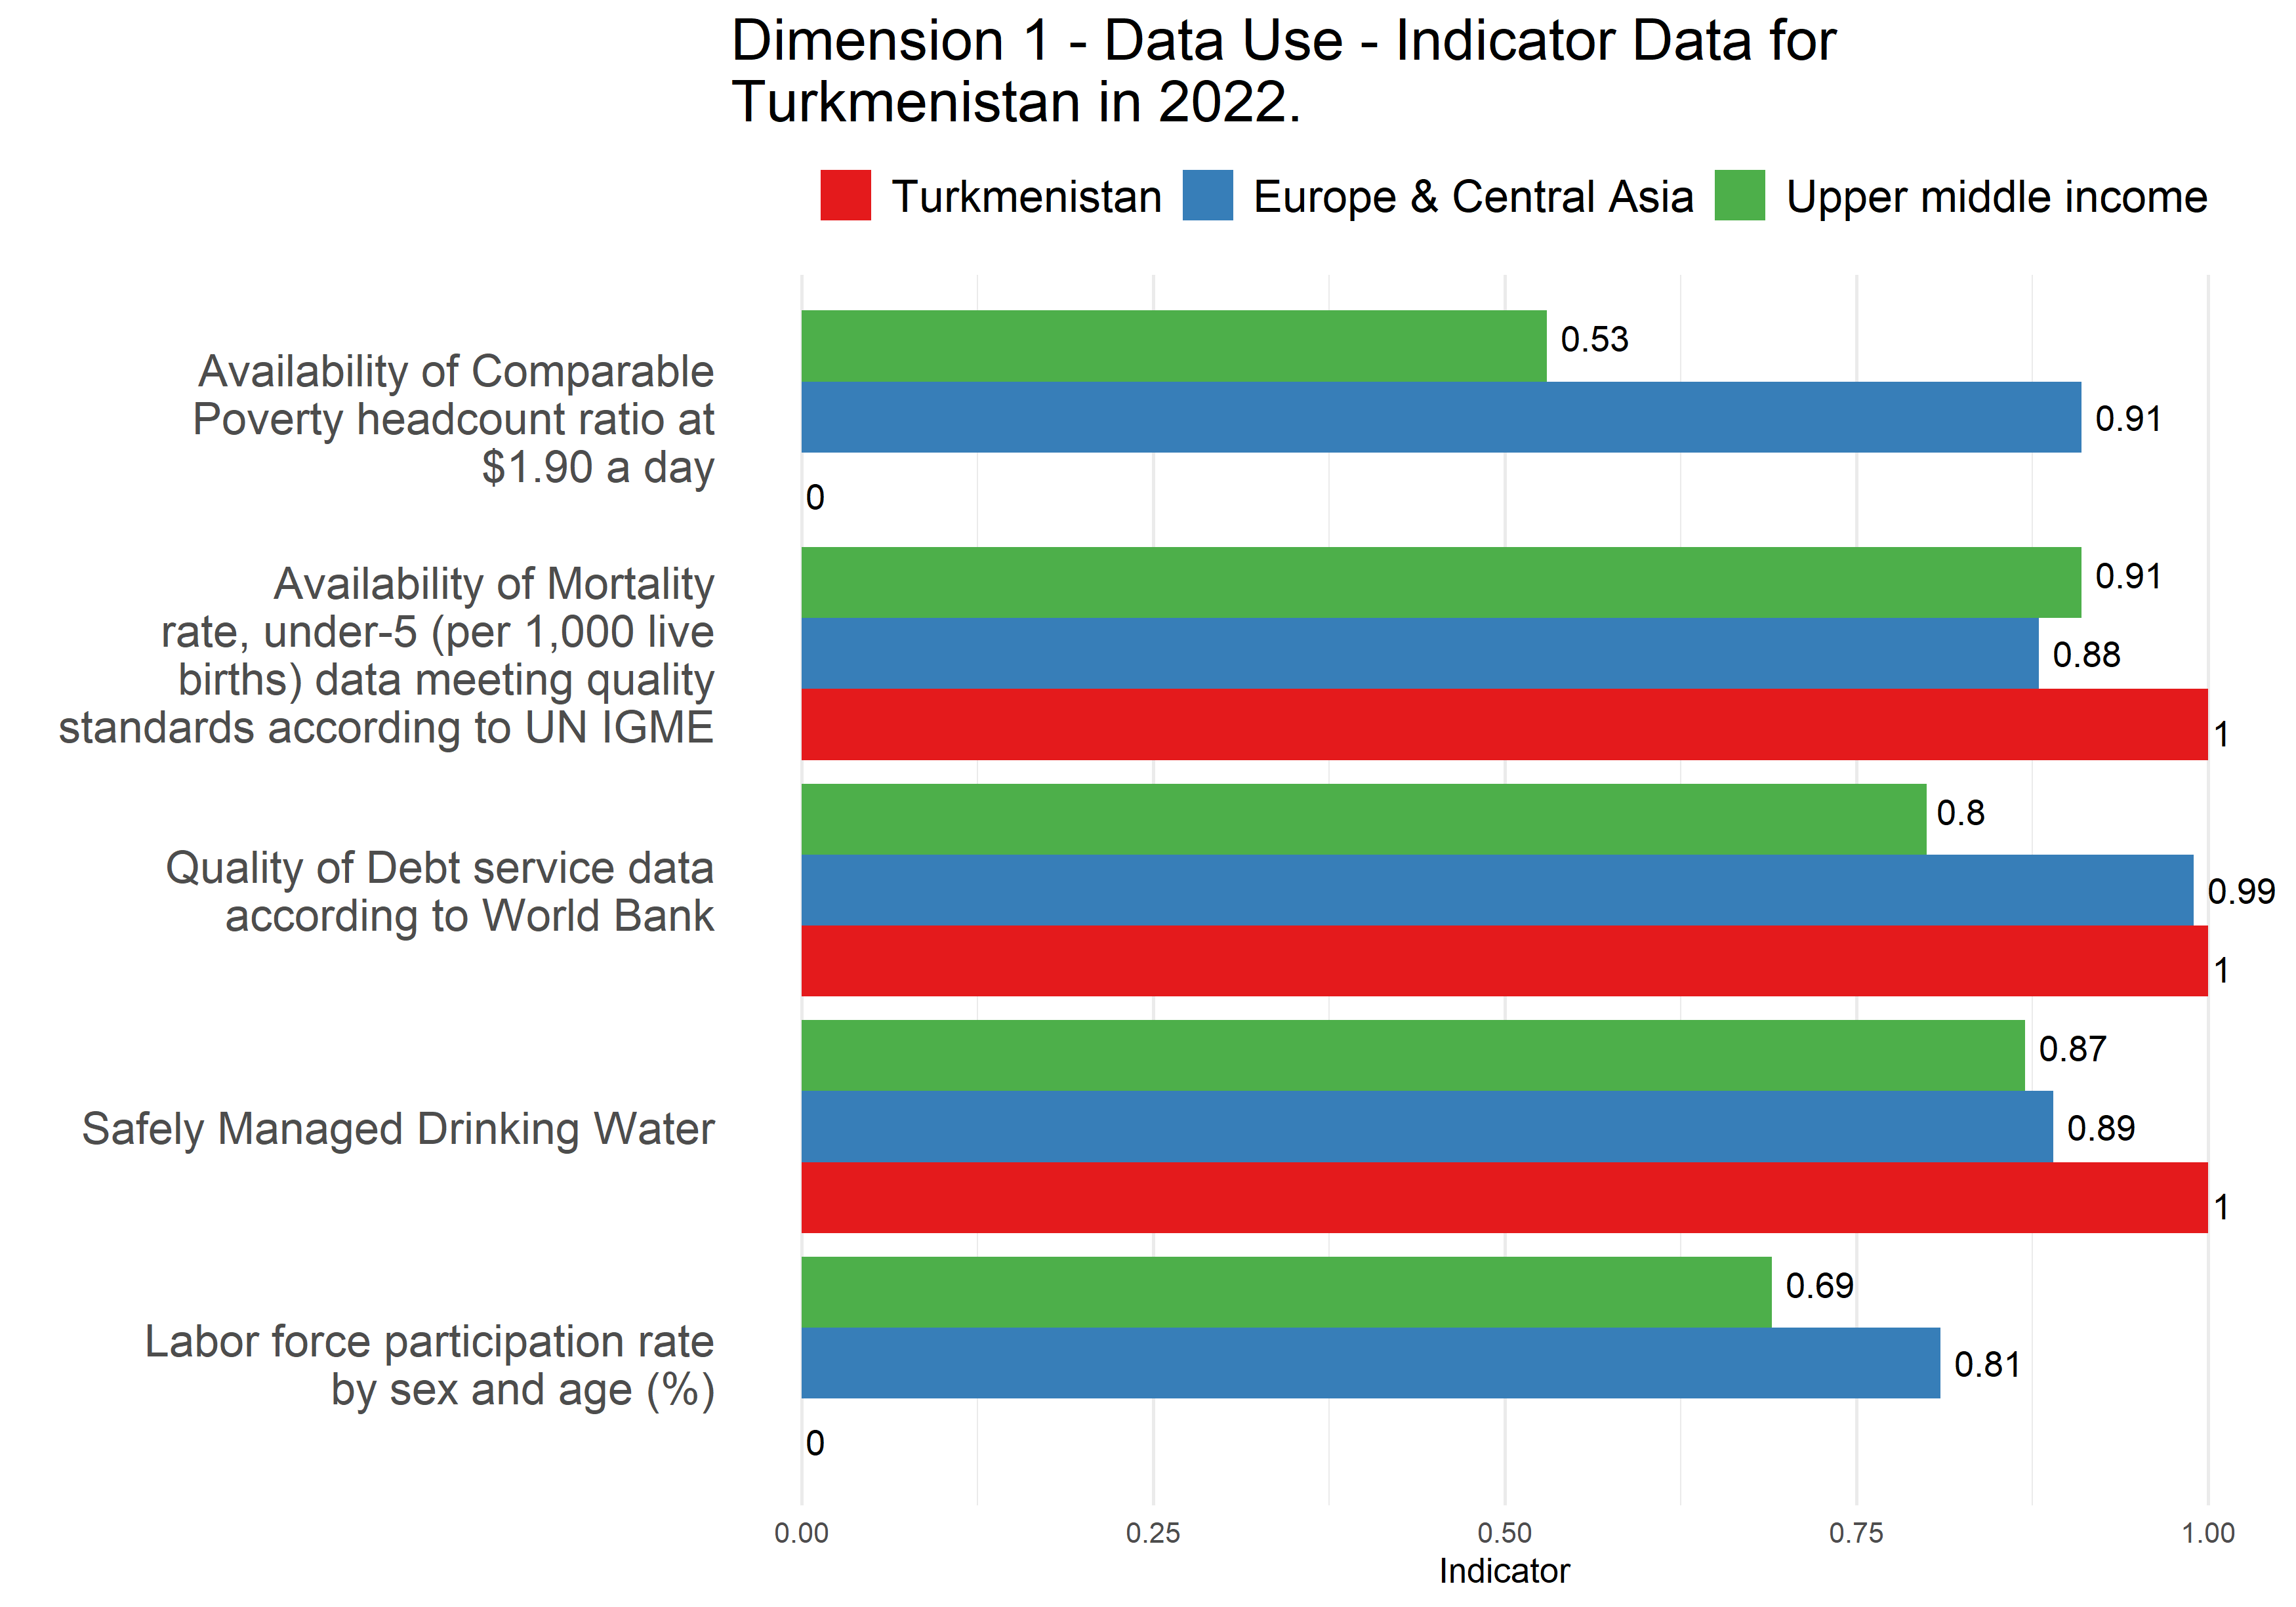 Dimension 1 - Data Use - Indicator Data for
Turkmenistan in 2022.
Turkmenistan Europe & Central Asia Upper middle income
Availability of Comparable
Poverty headcount ratio at
$1.90 a day
0.53
0.91
0
Availability of Mortality
rate, under-5 (per 1,000 live
births) data meeting quality
standards according to UN IGME
0.91
0.88
1
Quality of Debt service data
according to World Bank
0.8
0.99
1
Safely Managed Drinking Water
0.87
0.89
1
Labor force participation rate
by sex and age (%)
0.69
0.81
0
0.00 0.25 0.50 0.75 1.00
Indicator